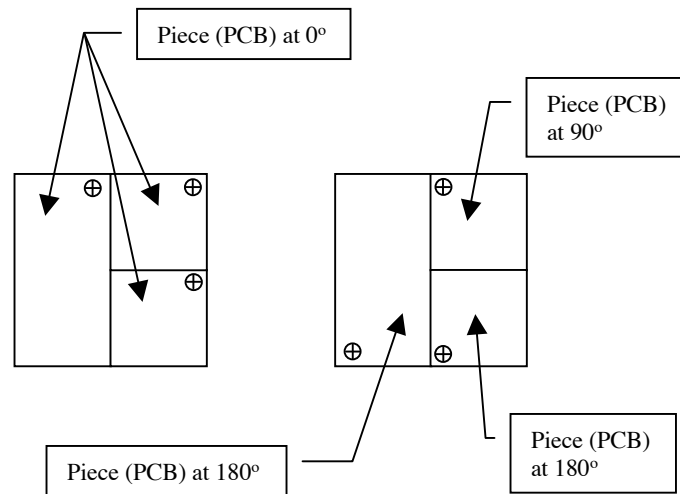 Piece (PCB) at 0º
Piece (PCB)
at 90º
Piece (PCB) at 180º
Piece (PCB)
at 180º